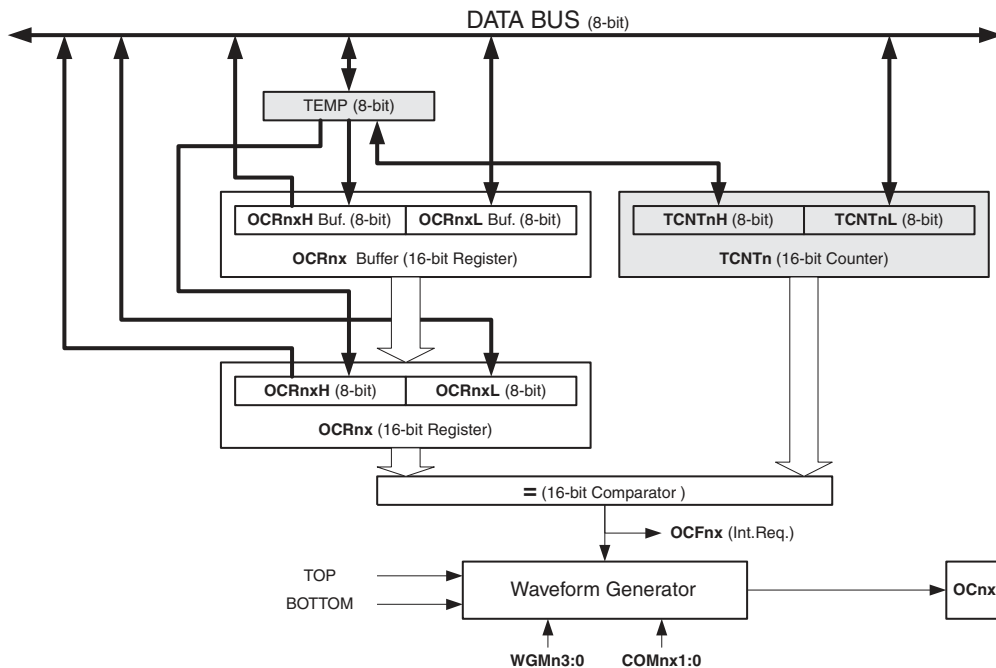 DATA BUS (8-bit)
TEMP (8-bit)
OCRnxH Buf. (8-bit) OCRnxL Buf. (8-bit)
OCRnx Buffer (16-bit Register)
TCNTnH (8-bit) TCNTnL (8-bit)
TCNTn (16-bit Counter)
OCRnxH (8-bit) OCRnxL (8-bit)
OCRnx (16-bit Register)
= (16-bit Comparator )
OCFnx (Int.Req.)
TOP
BOTTOM
Waveform Generator
OCnx
WGMn3:0 COMnx1:0